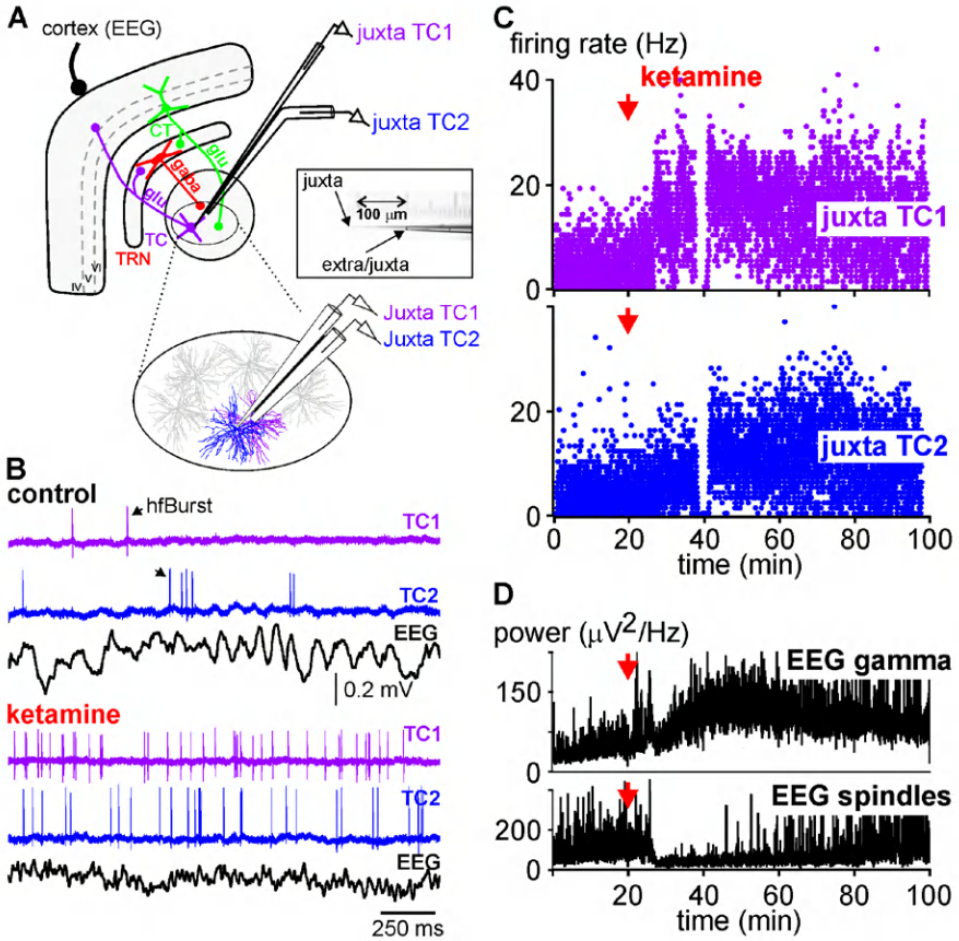 A
cortex (EEG)
juxta TC1
juxta TC2
CT
glu
gaba
glu
TC
TRN
IV
V
VI
juxta
100 μm
extra/juxta
Juxta TC1
Juxta TC2
B
control
hfBurst
TC1
TC2
EEG
0.2 mV
ketamine
TC1
TC2
EEG
250 ms
C
firing rate (Hz)
ketamine
40
20
0
juxta TC1
20
0
juxta TC2
0 20 40 60 80 100
time (min)
D
power (μV²/Hz)
EEG gamma
150
0
EEG spindles
200
0
0 20 40 60 80 100
time (min)